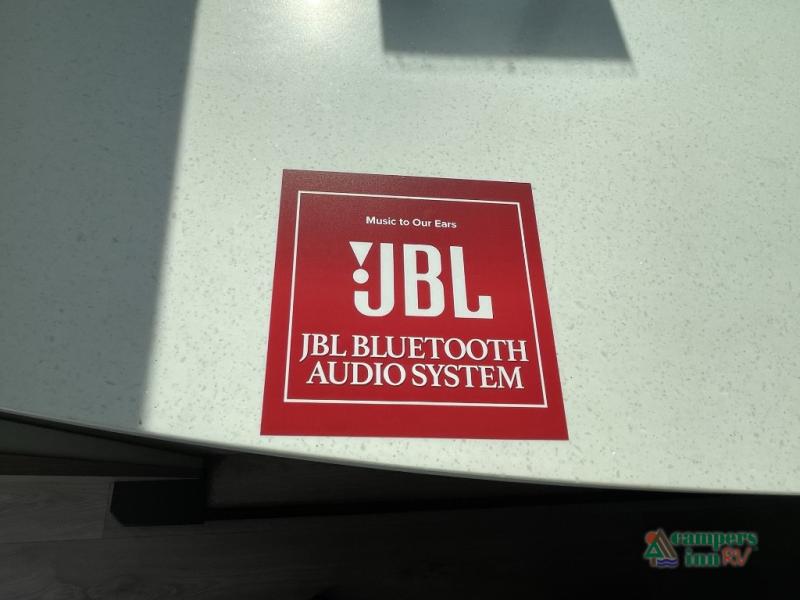 Music to Our Ears
JBL
JBL BLUETOOTH
AUDIO SYSTEM
campers
inn RV